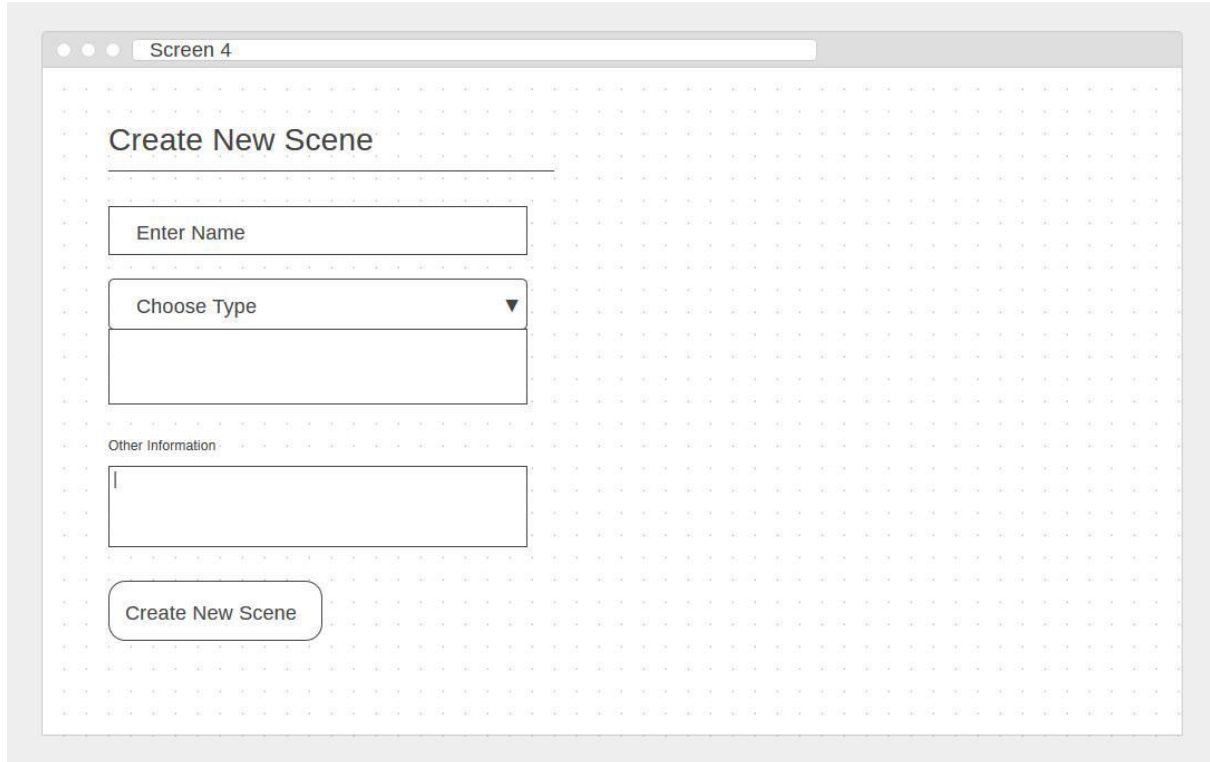 Screen 4
Create New Scene
Enter Name
Choose Type
Other Information
Create New Scene